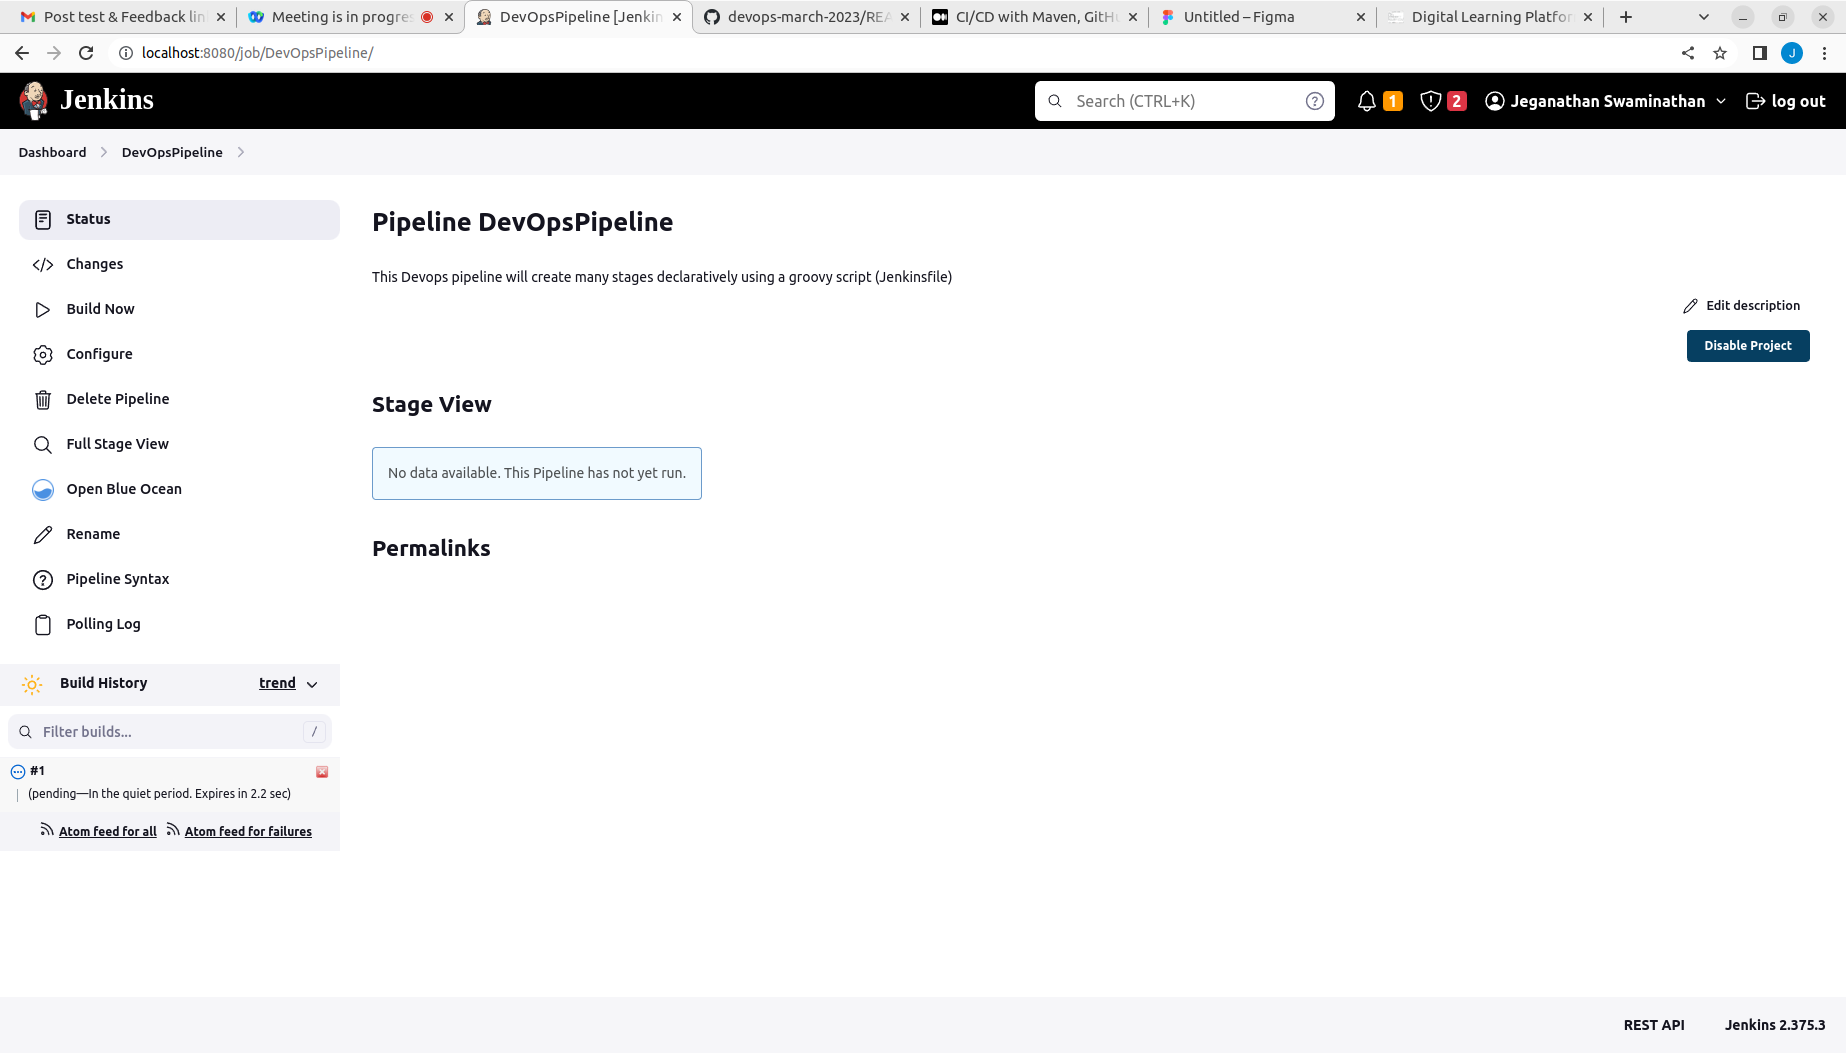 Post test & Feedback lin
Meeting is in progres
DevOpsPipeline [Jenkin
devops-march-2023/REA
CI/CD with Maven, GitHu
Untitled – Figma
Digital Learning Platfor
localhost:8080/job/DevOpsPipeline/
J
Jenkins
Search (CTRL+K)
?
1
2
Jeganathan Swaminathan
log out
Dashboard
DevOpsPipeline
Status
Changes
Build Now
Configure
Delete Pipeline
Full Stage View
Open Blue Ocean
Rename
Pipeline Syntax
Polling Log
Build History
trend
Filter builds...
/
#1
(pending—In the quiet period. Expires in 2.2 sec)
Atom feed for all
Atom feed for failures
Pipeline DevOpsPipeline
This Devops pipeline will create many stages declaratively using a groovy script (Jenkinsfile)
Edit description
Disable Project
Stage View
No data available. This Pipeline has not yet run.
Permalinks
REST API
Jenkins 2.375.3